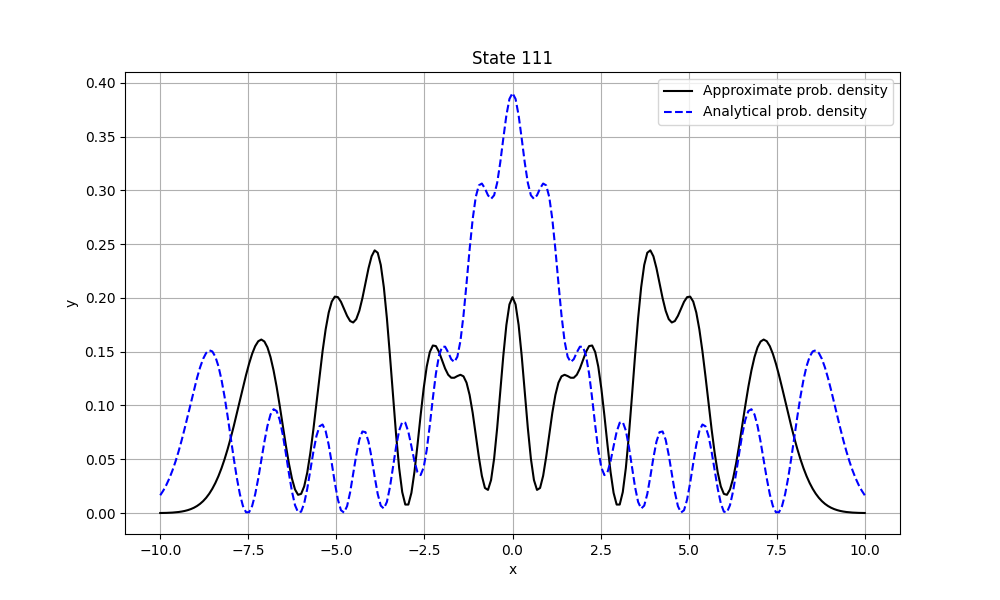 State 111
Approximate prob. density
Analytical prob. density
0.40
0.35
0.30
0.25
0.20
0.15
0.10
0.05
0.00
y
−10.0 −7.5 −5.0 −2.5 0.0 2.5 5.0 7.5 10.0
x